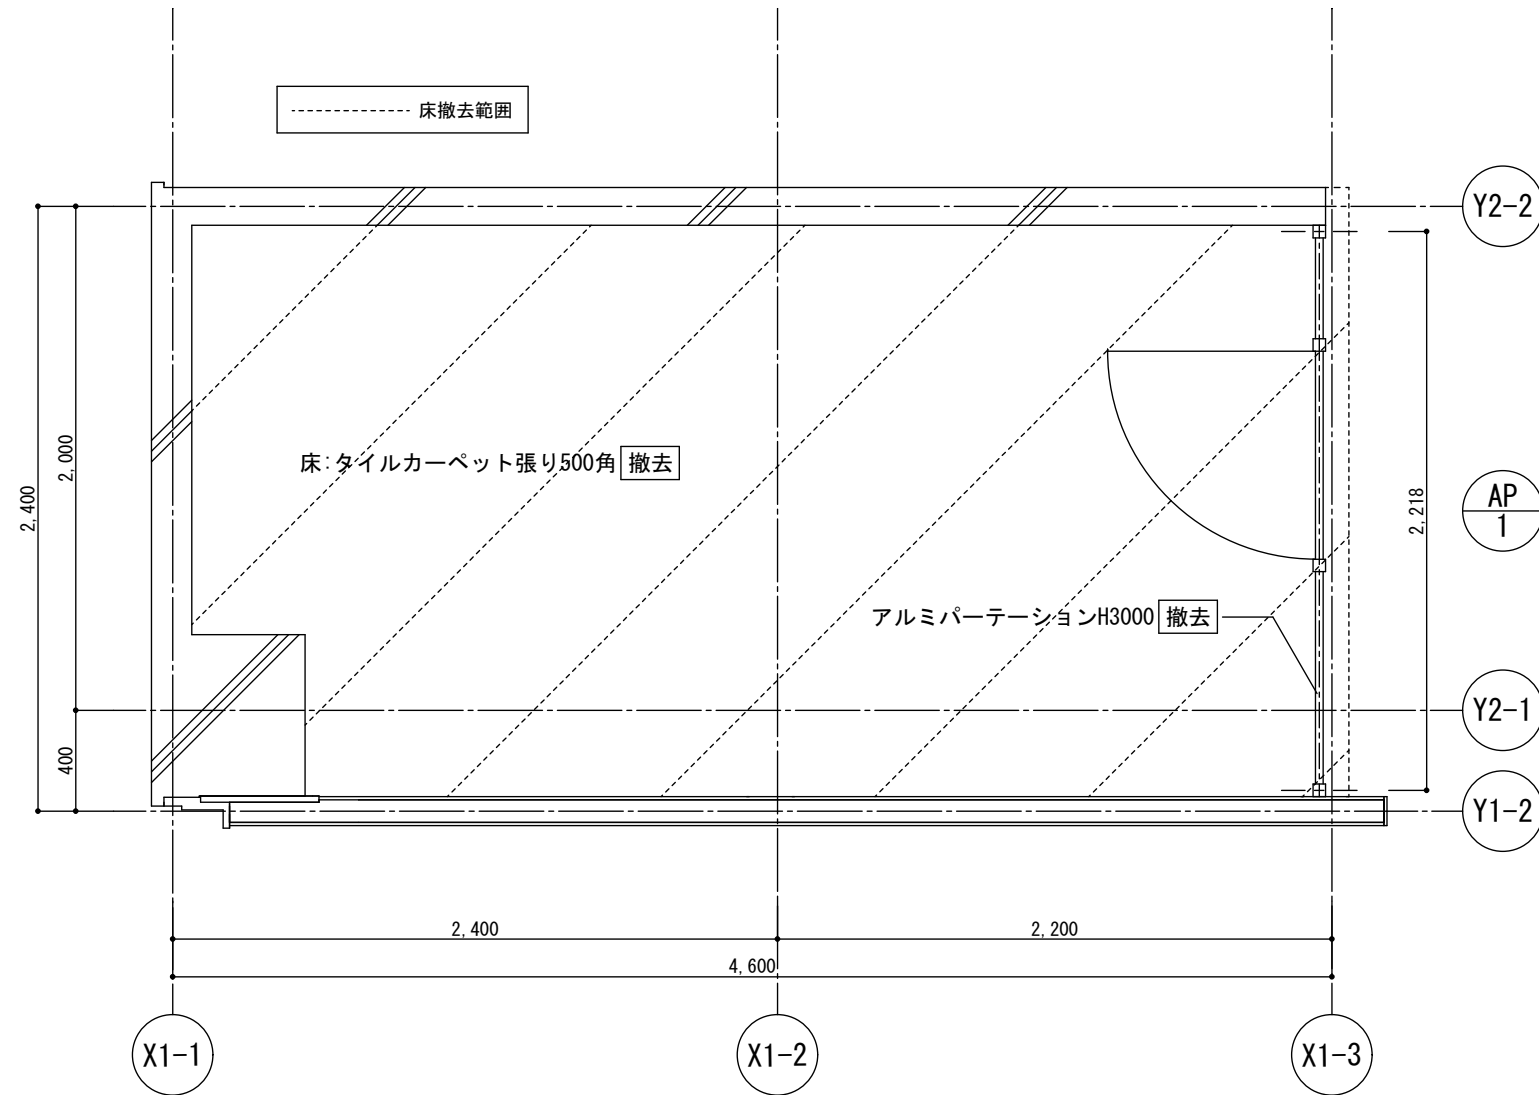 床撤去範囲
Y2-2
床:タイルカーペット張り500角 撤去
2,000
2,400
2,218
AP
1
アルミパーテーションH3000 撤去
Y2-1
400
Y1-2
2,400
2,200
4,600
X1-1
X1-2
X1-3